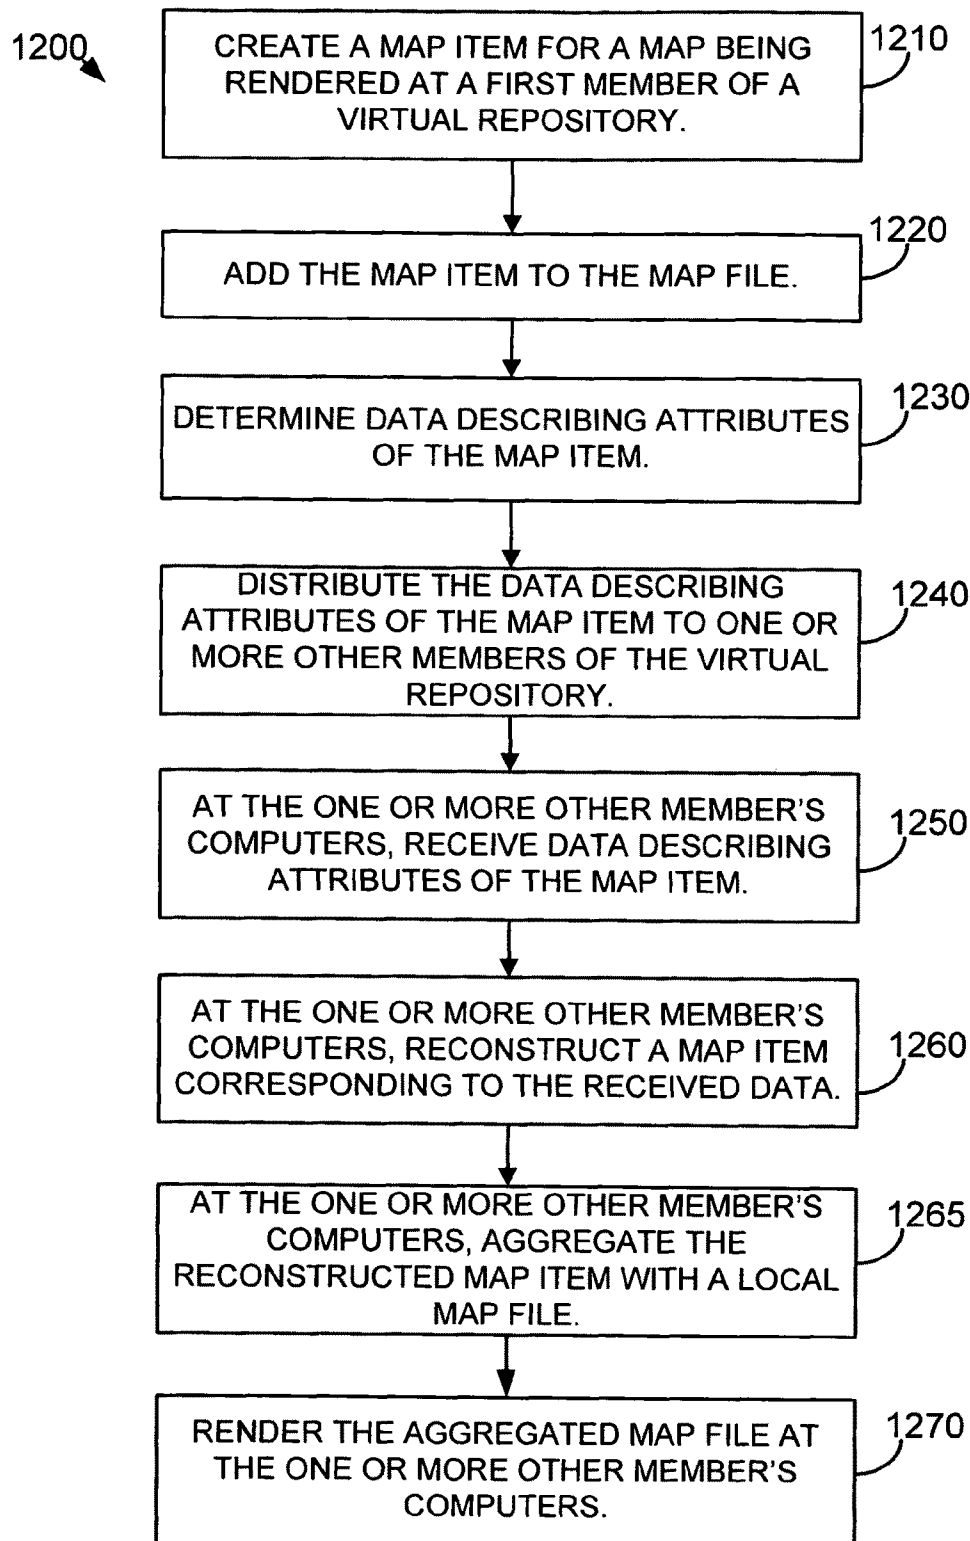 1200
CREATE A MAP ITEM FOR A MAP BEING
RENDERED AT A FIRST MEMBER OF A
VIRTUAL REPOSITORY.
1210
ADD THE MAP ITEM TO THE MAP FILE.
1220
DETERMINE DATA DESCRIBING ATTRIBUTES
OF THE MAP ITEM.
1230
DISTRIBUTE THE DATA DESCRIBING
ATTRIBUTES OF THE MAP ITEM TO ONE OR
MORE OTHER MEMBERS OF THE VIRTUAL
REPOSITORY.
1240
AT THE ONE OR MORE OTHER MEMBER'S
COMPUTERS, RECEIVE DATA DESCRIBING
ATTRIBUTES OF THE MAP ITEM.
1250
AT THE ONE OR MORE OTHER MEMBER'S
COMPUTERS, RECONSTRUCT A MAP ITEM
CORRESPONDING TO THE RECEIVED DATA.
1260
AT THE ONE OR MORE OTHER MEMBER'S
COMPUTERS, AGGREGATE THE
RECONSTRUCTED MAP ITEM WITH A LOCAL
MAP FILE.
1265
RENDER THE AGGREGATED MAP FILE AT
THE ONE OR MORE OTHER MEMBER'S
COMPUTERS.
1270